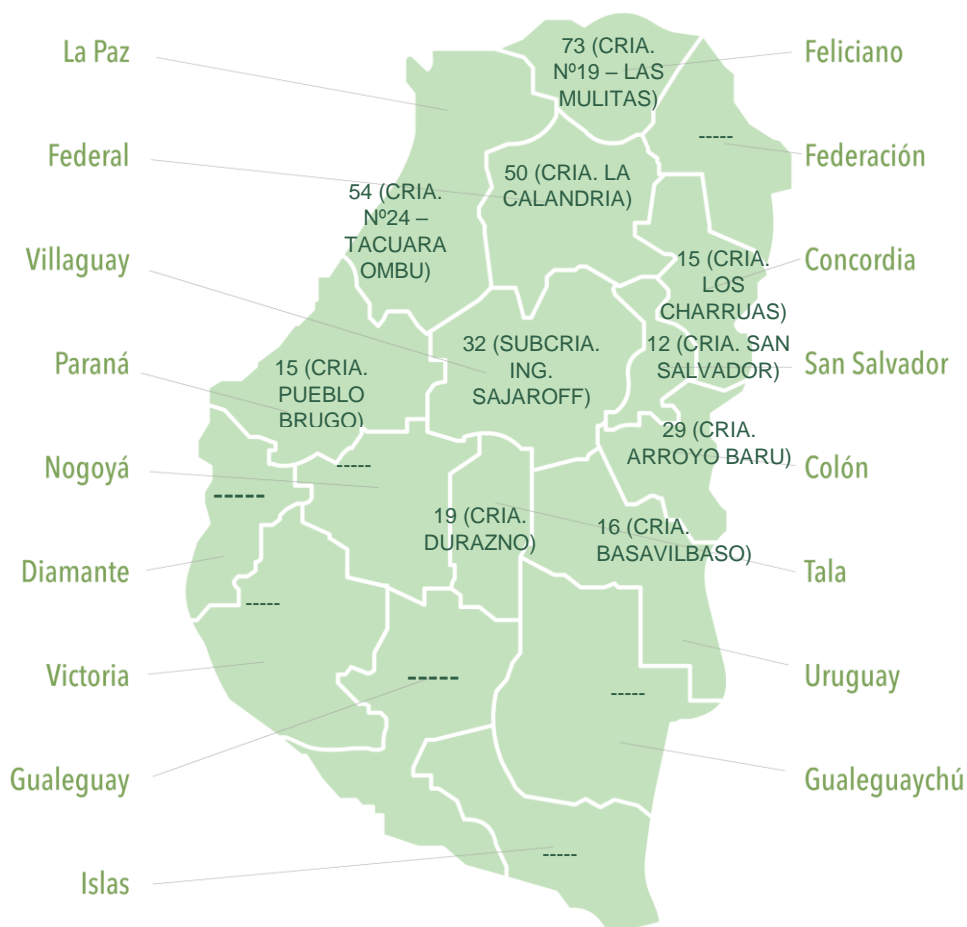 La Paz
73 (CRIA.
Nº19 – LAS
MULITAS)
Feliciano
Federal
-----
Federación
54 (CRIA.
Nº24 –
TACUARA
OMBU)
50 (CRIA. LA
CALANDRIA)
Villaguay
15 (CRIA.
LOS
CHARRUAS)
Concordia
Paraná
15 (CRIA.
PUEBLO
BRUGO)
32 (SUBCRIA.
ING.
SAJAROFF)
12 (CRIA. SAN
SALVADOR)
San Salvador
Nogoyá
-----
29 (CRIA.
ARROYO BARU)
Colón
-----
19 (CRIA.
DURAZNO)
16 (CRIA.
BASAVILBASO)
Diamante
Tala
-----
Victoria
Uruguay
-----
-----
Gualeguay
Gualeguaychú
-----
Islas